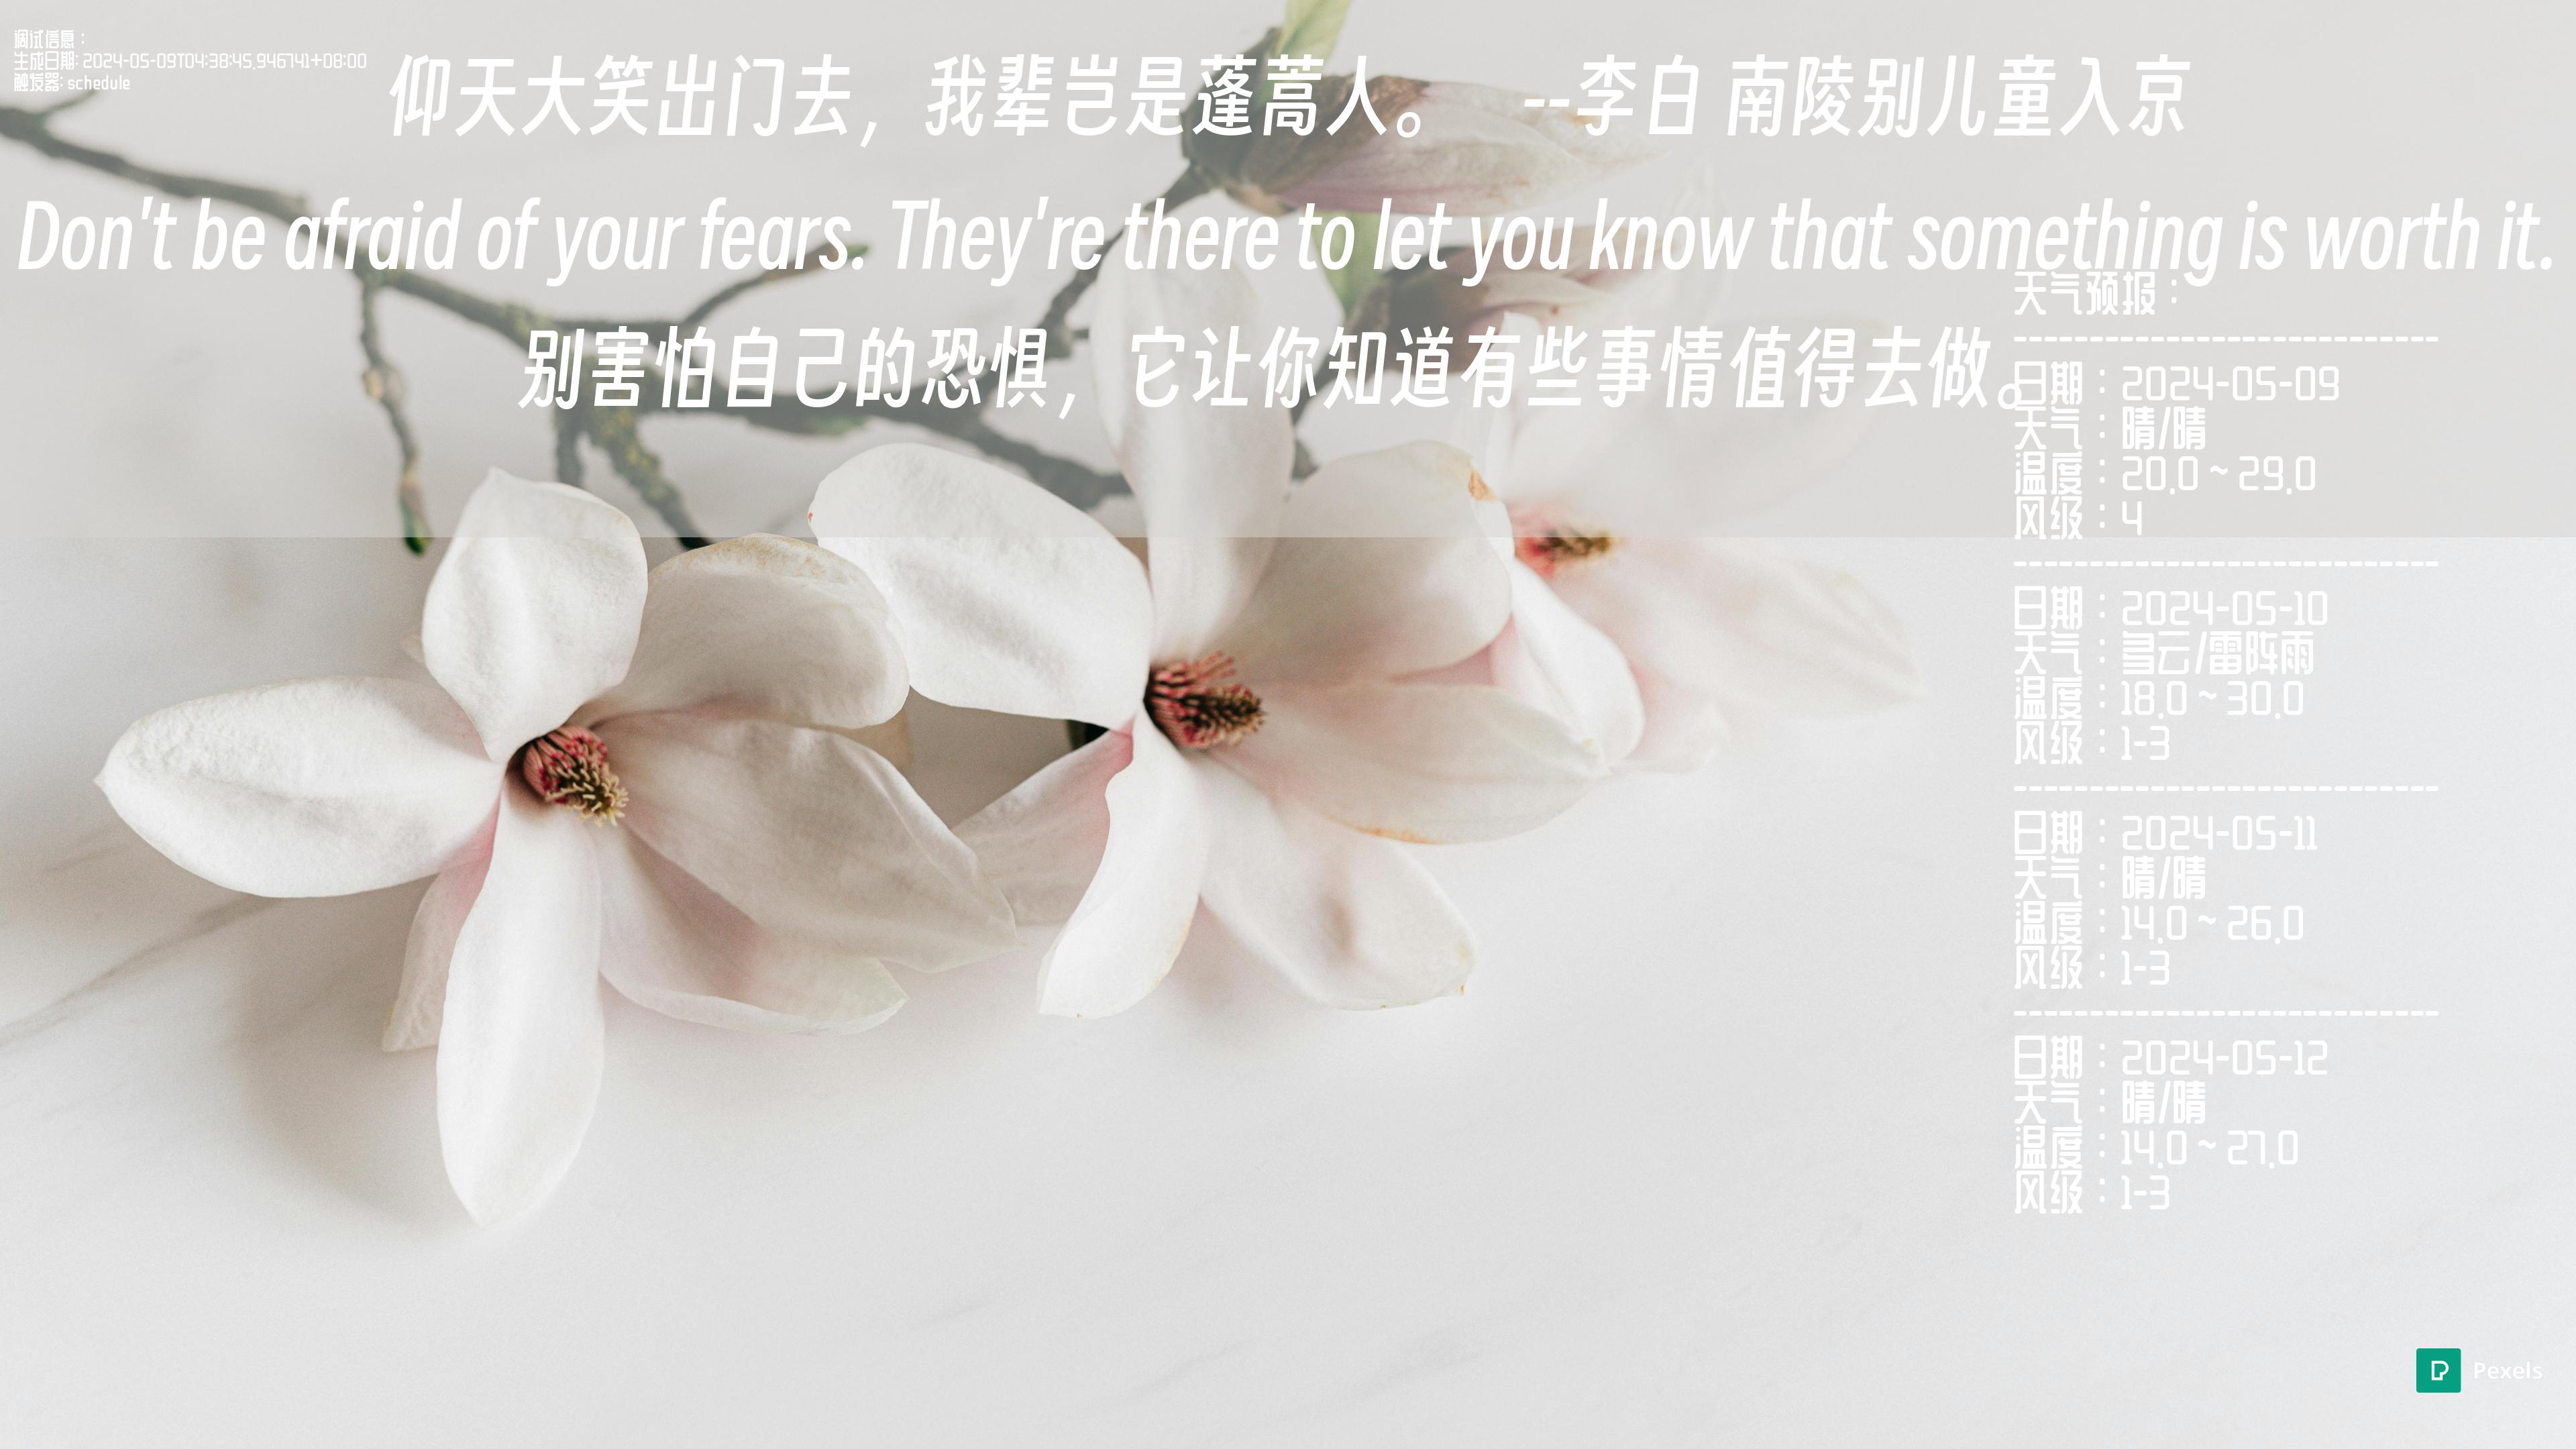 调试信息：
生成日期: 2024-05-09T04:38:45.946741+08:00
触发器: schedule
仰天大笑出门去，我辈岂是蓬蒿人。 --李白 南陵别儿童入京
Don't be afraid of your fears. They're there to let you know that something is worth it.
别害怕自己的恐惧，它让你知道有些事情值得去做。
天气预报：
----------------------------
日期：2024-05-09
天气：晴/晴
温度：20.0 ~ 29.0
风级：4
----------------------------
日期：2024-05-10
天气：多云/雷阵雨
温度：18.0 ~ 30.0
风级：1-3
----------------------------
日期：2024-05-11
天气：晴/晴
温度：14.0 ~ 26.0
风级：1-3
----------------------------
日期：2024-05-12
天气：晴/晴
温度：14.0 ~ 27.0
风级：1-3
Pexels